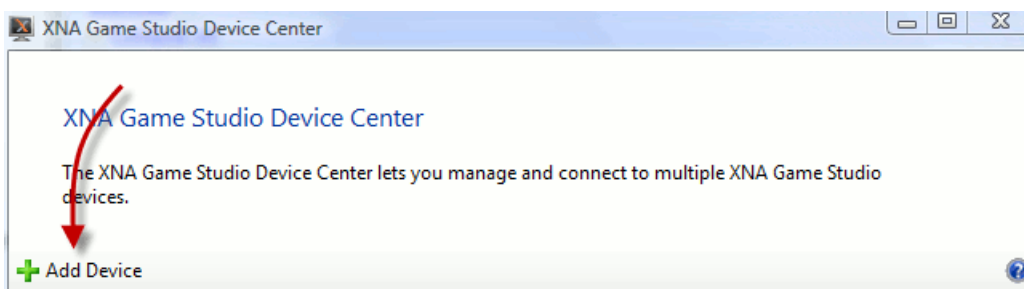 XNA Game Studio Device Center
XNA Game Studio Device Center
The XNA Game Studio Device Center lets you manage and connect to multiple XNA Game Studio
devices.
Add Device